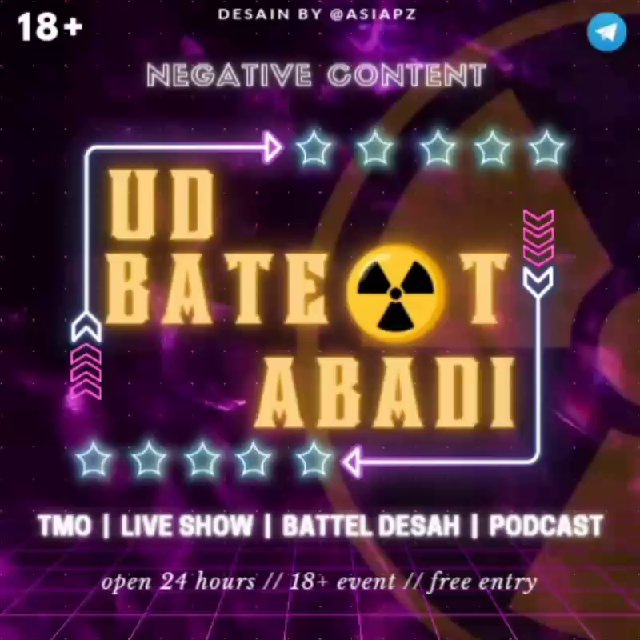 18+
DESAIN BY @ASIAPZ
NEGATIVE CONTENT
UD
BATE☢T
ABADI
TMO | LIVE SHOW | BATTEL DESAH | PODCAST
open 24 hours // 18+ event // free entry